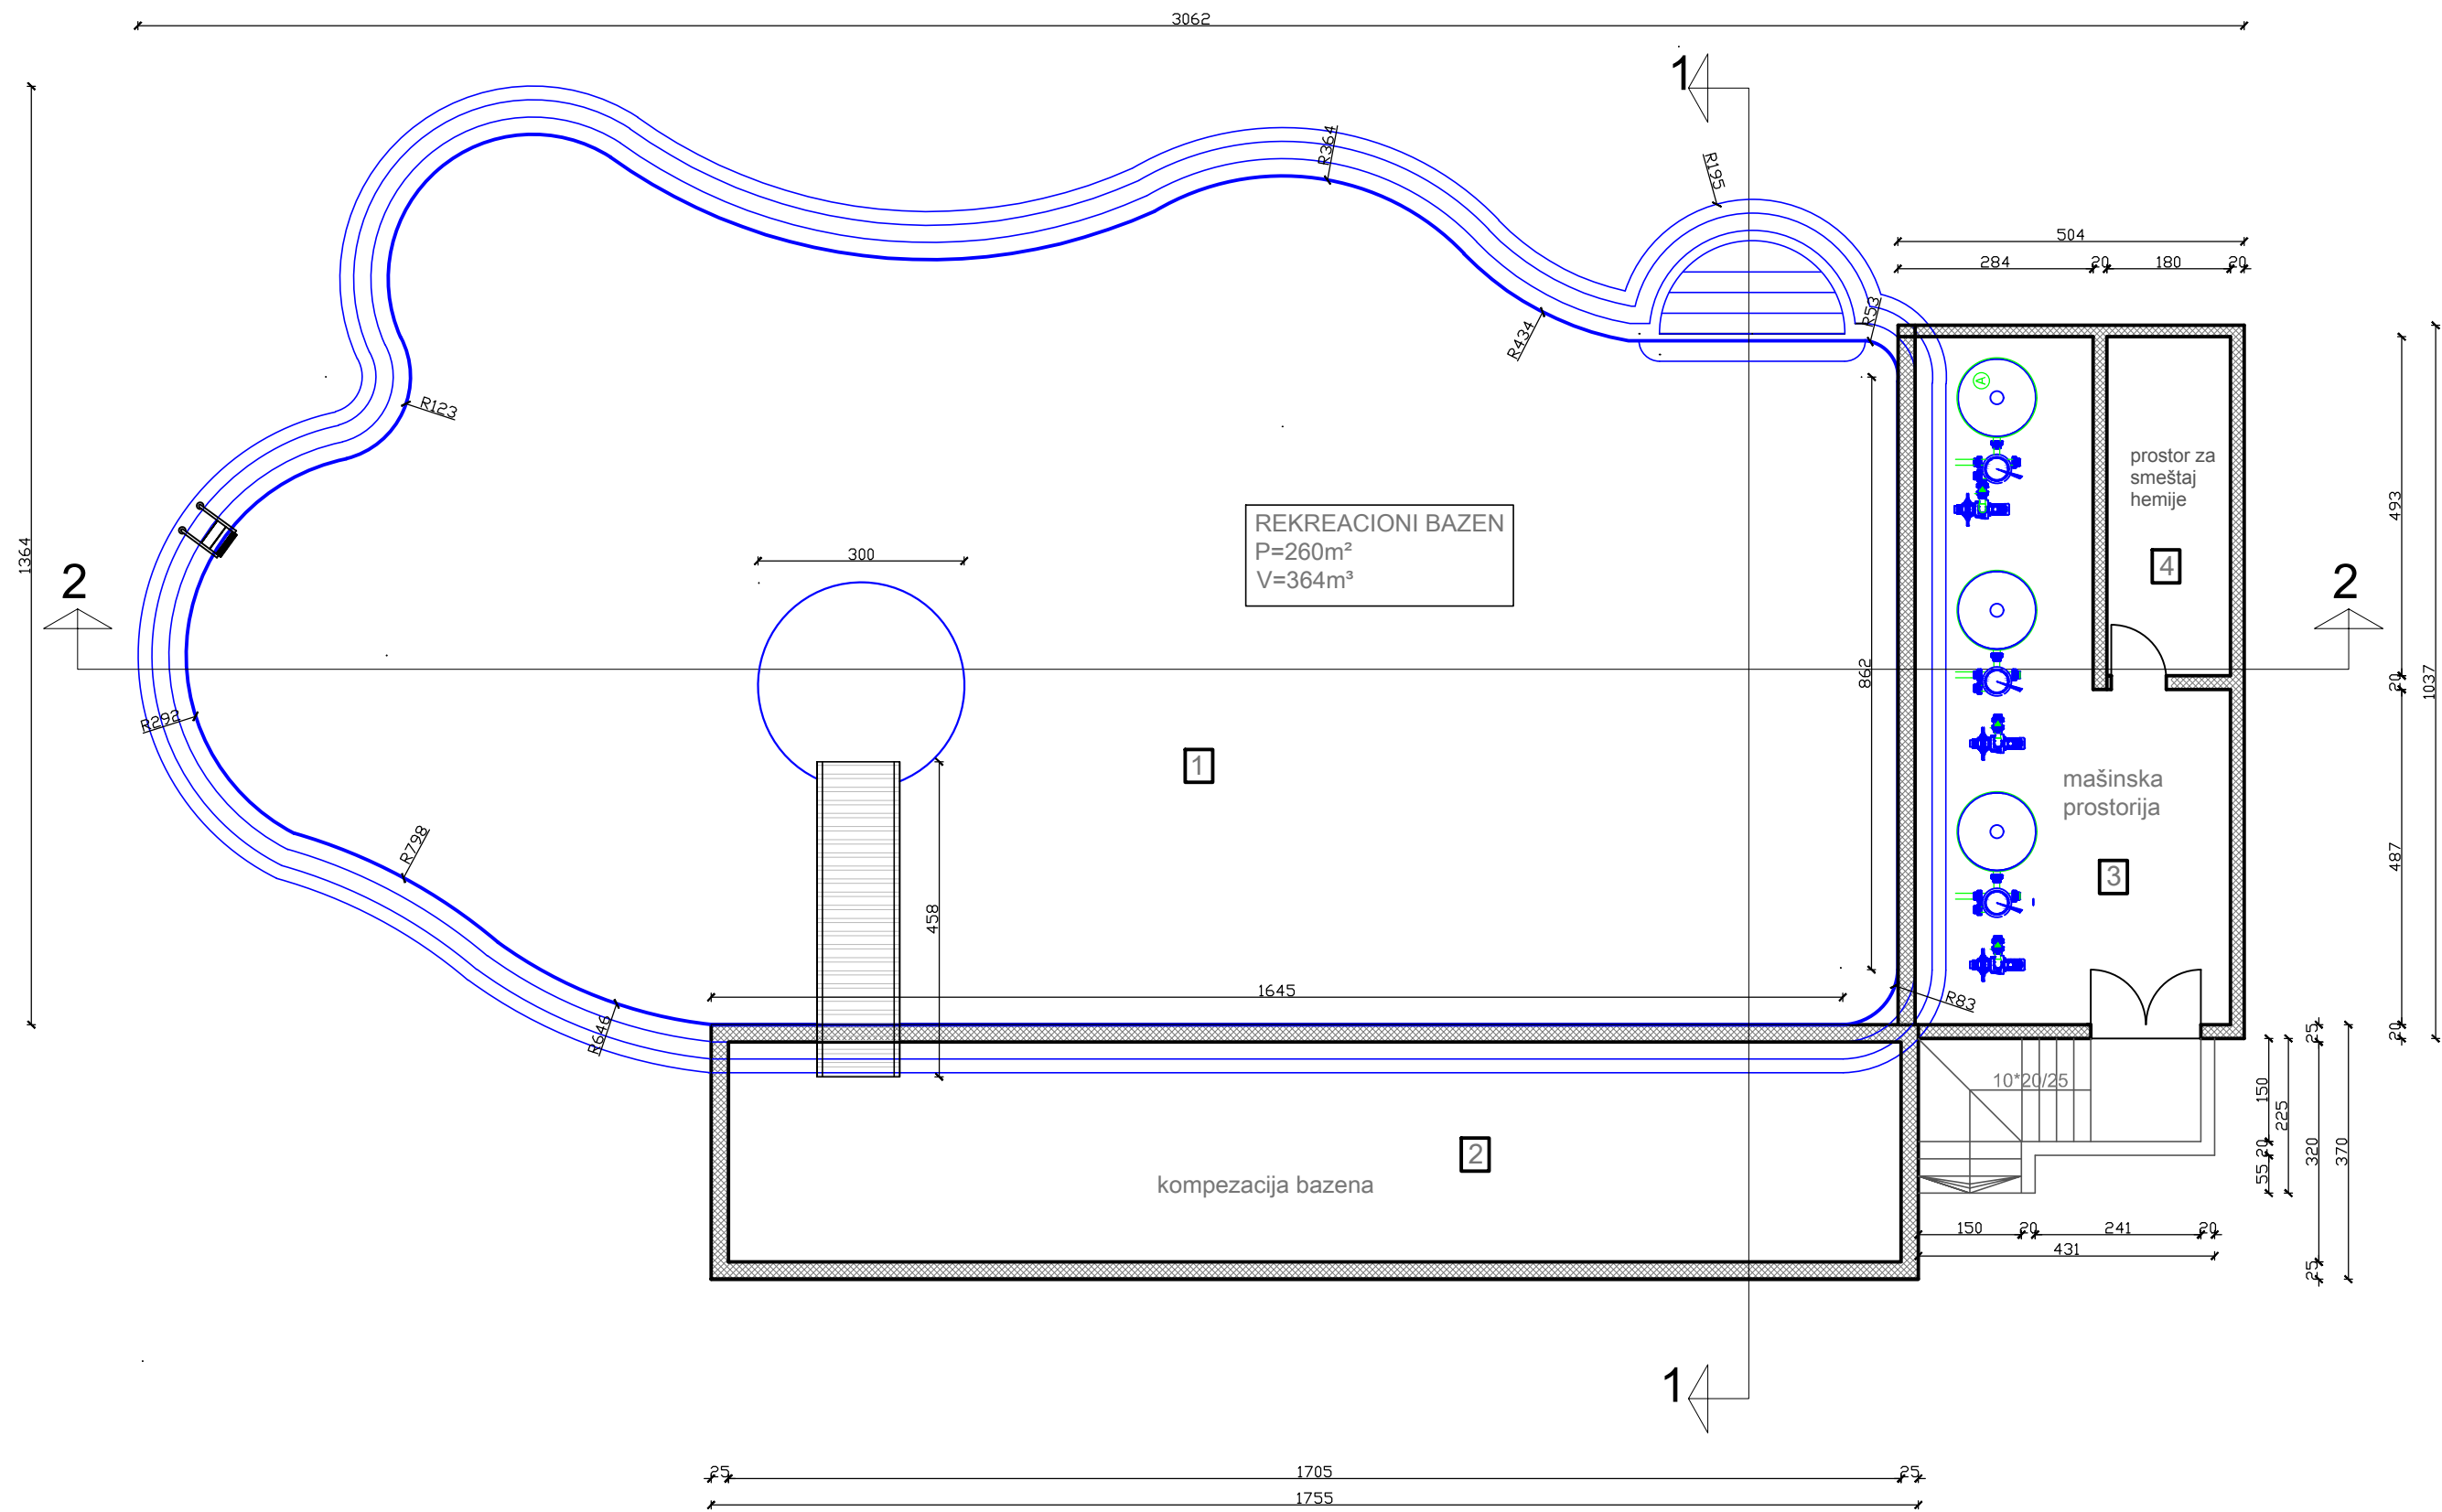 3062
1
R364
R195
504
284
20
180
20
R53
R434
R123
A
prostor za
smeštaj
hemije
493
1364
REKREACIONI BAZEN
P=260m²
V=364m³
300
2
2
4
862
20
1037
R292
1
mašinska
prostorija
R798
487
3
458
1645
R83
R646
25
20
10*20/25
150
225
320
370
20
55
2
kompezacija bazena
150
20
241
20
431
25
1
25
1705
25
1755